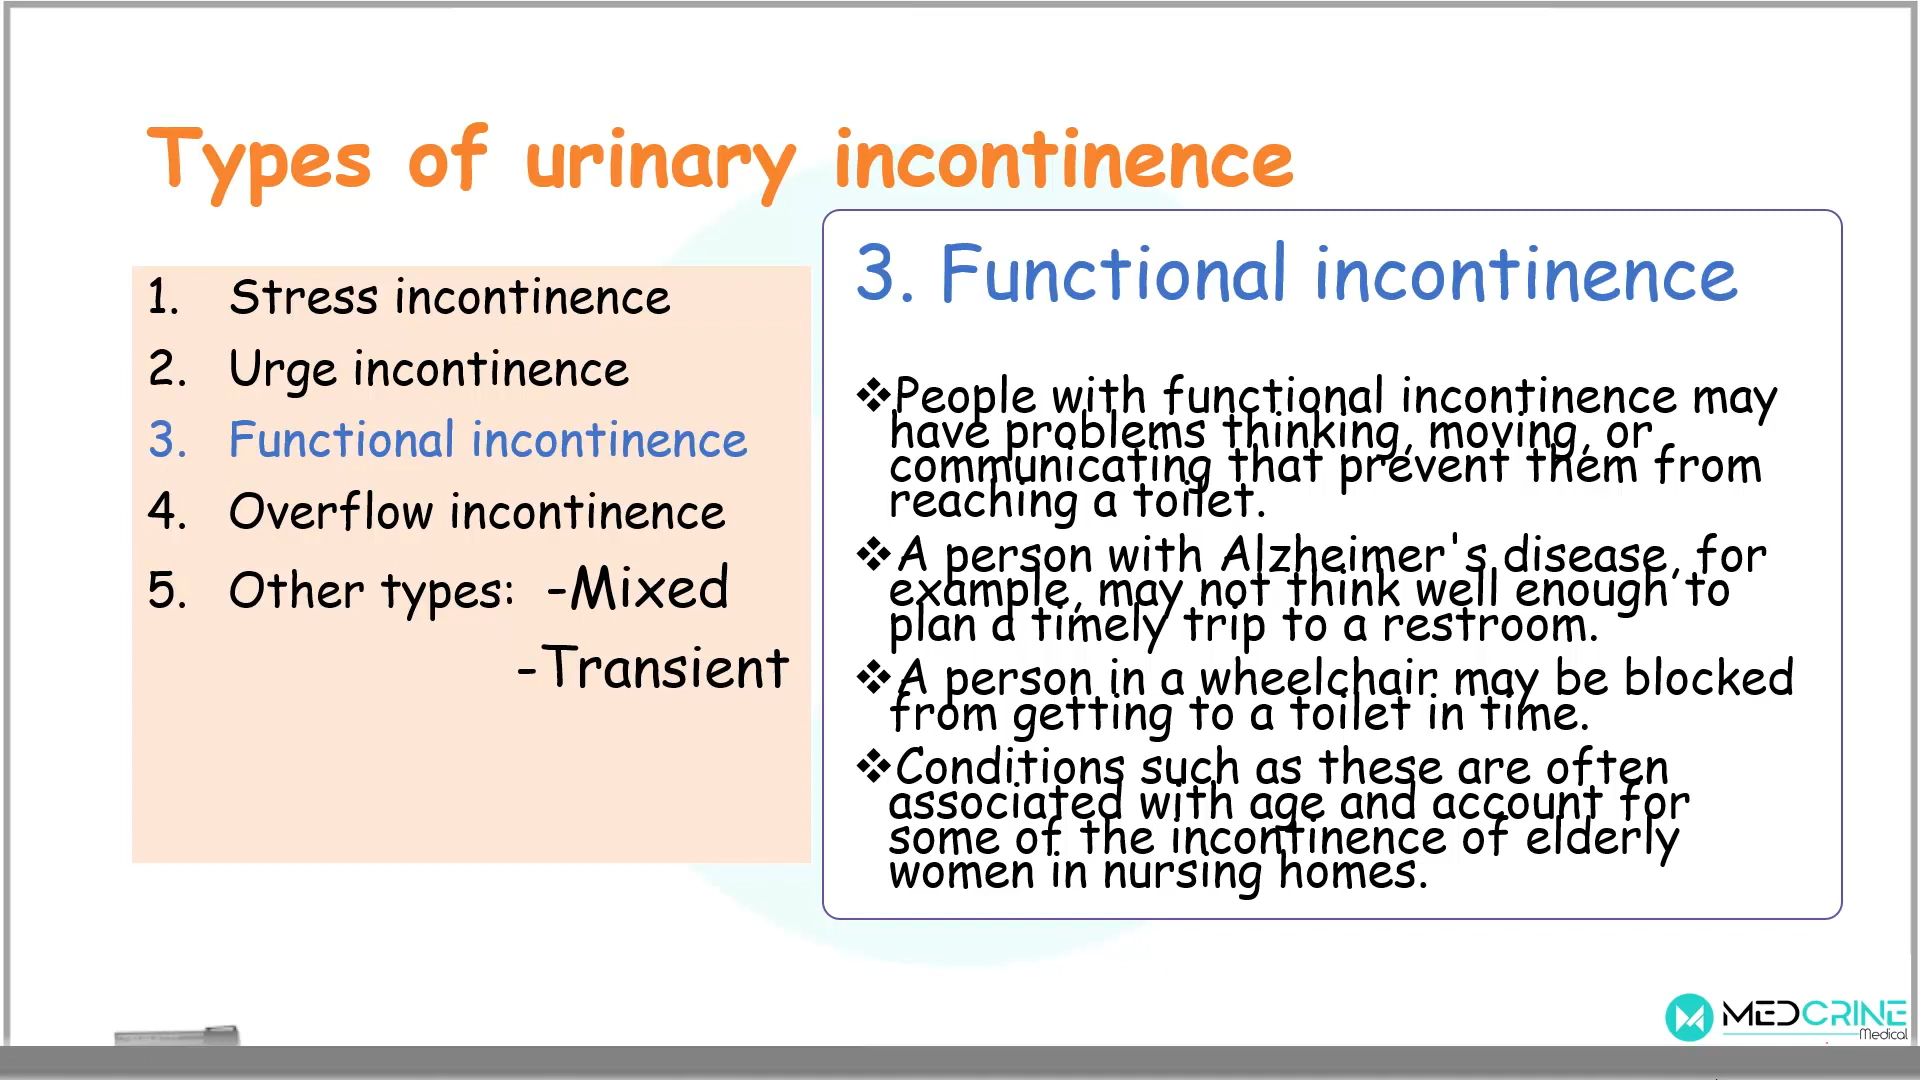 Types of urinary incontinence
1. Stress incontinence
2. Urge incontinence
3. Functional incontinence
4. Overflow incontinence
5. Other types: -Mixed
-Transient
3. Functional incontinence
❖People with functional incontinence may
have problems thinking, moving, or
communicating that prevent them from
reaching a toilet.
❖A person with Alzheimer's disease, for
example, may not think well enough to
plan a timely trip to a restroom.
❖A person in a wheelchair may be blocked
from getting to a toilet in time.
❖Conditions such as these are often
associated with age and account for
some of the incontinence of elderly
women in nursing homes.
MEDCRINE
Medical